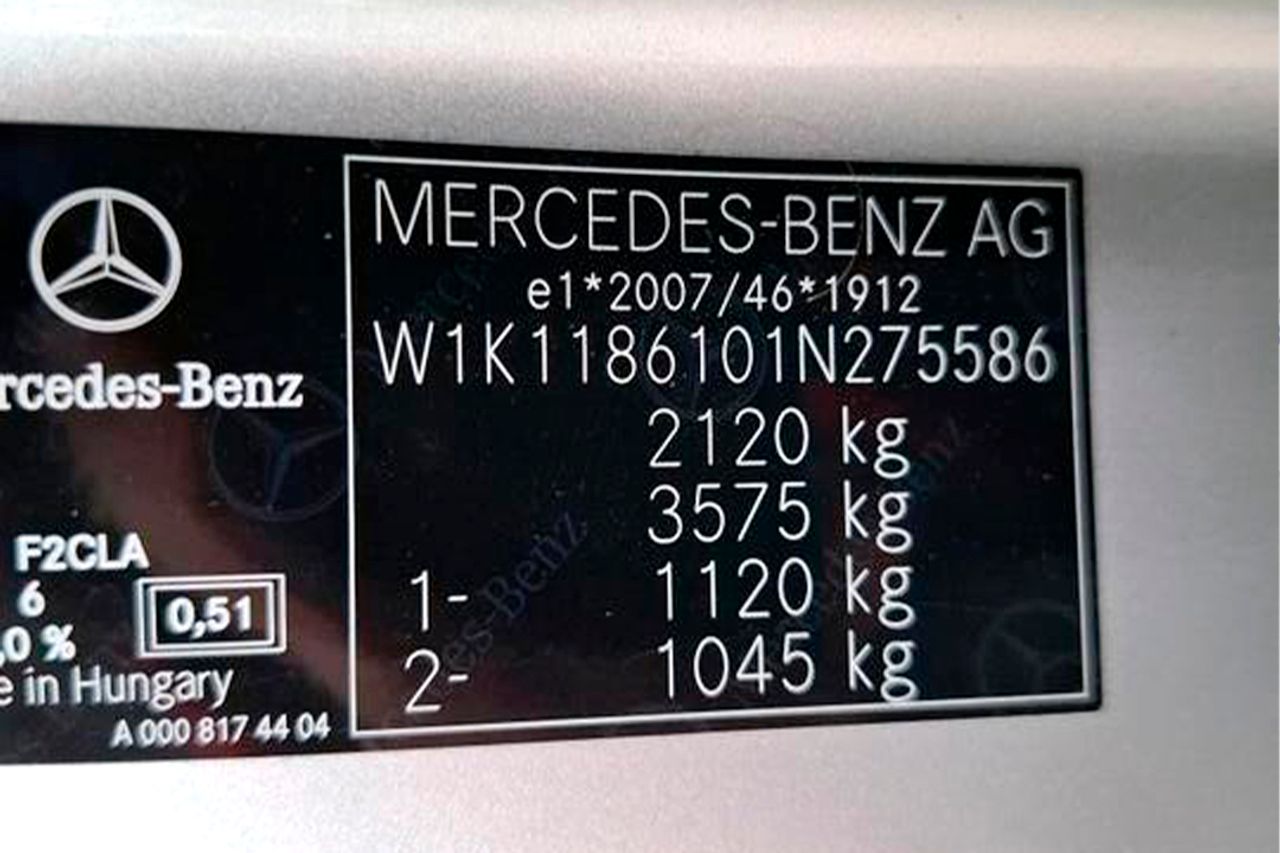 MERCEDES-BENZ AG
e1*2007/46*1912
W1K1186101N275586
2120 kg
3575 kg
1- 1120 kg
2- 1045 kg
rcedes-Benz
F2CLA
6
0,51
,0 %
e in Hungary
A 000 817 44 04